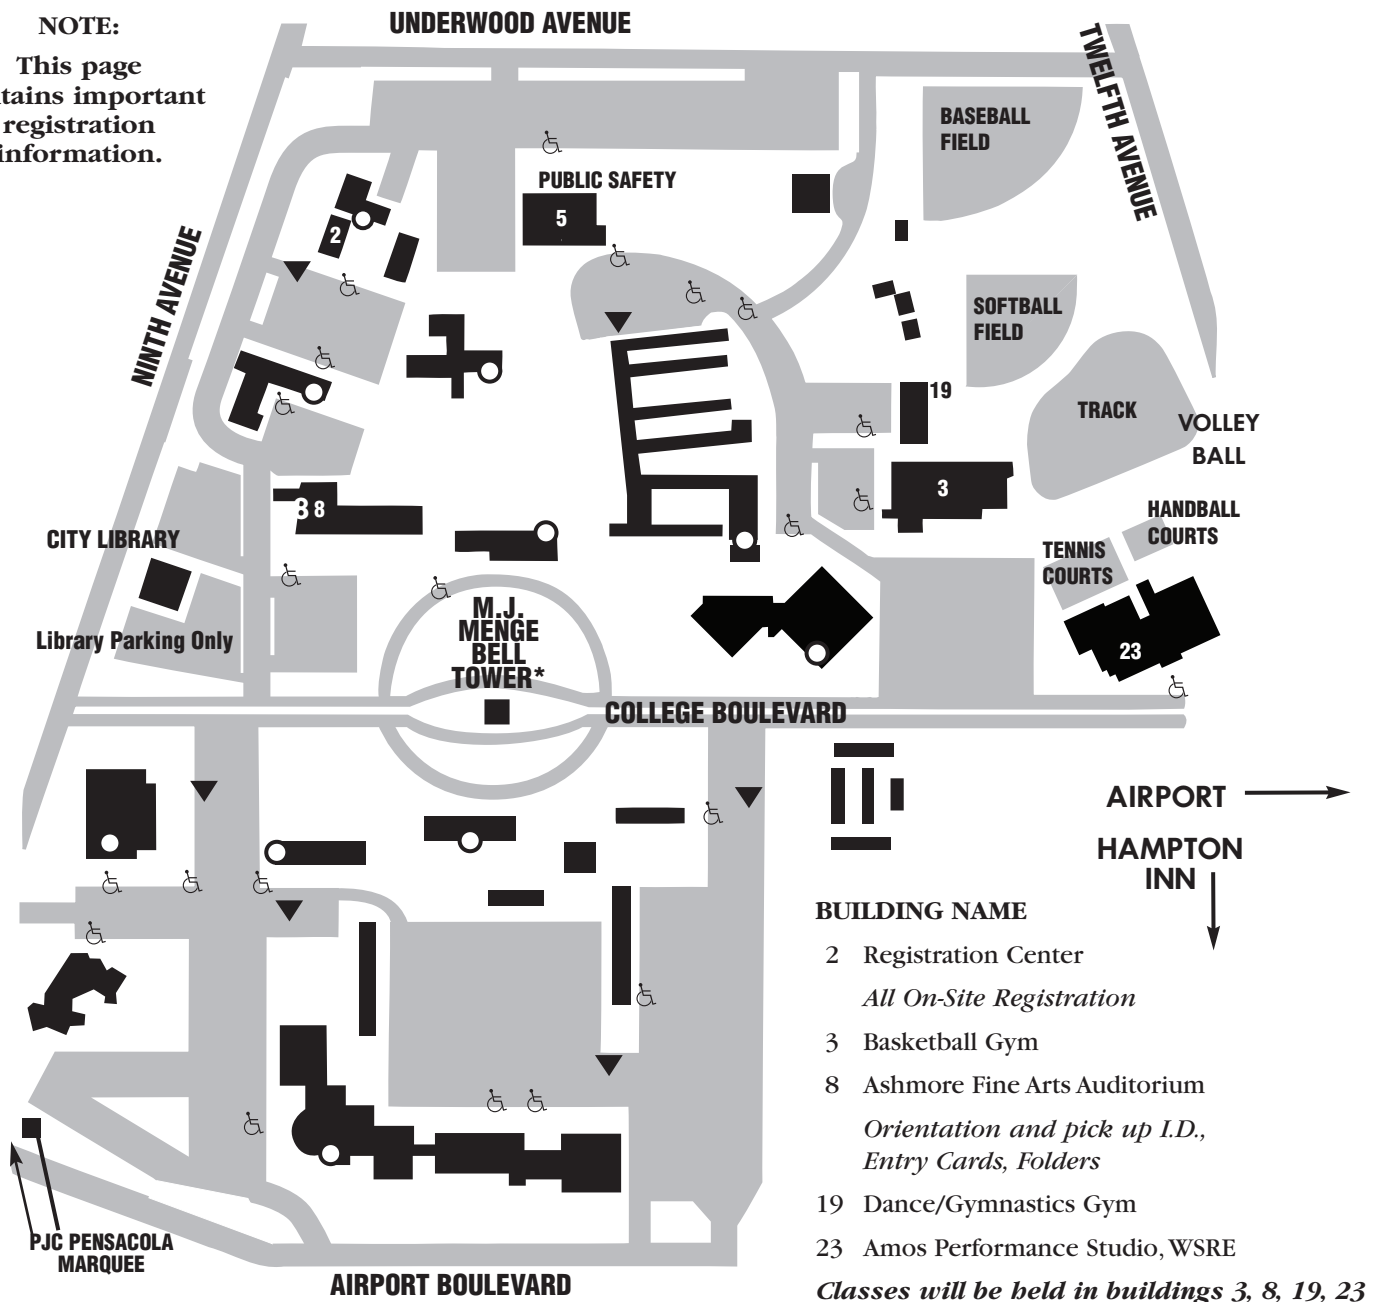 NOTE:
This page
tains important
registration
information.
UNDERWOOD AVENUE
TWELFTH AVENUE
NINTH AVENUE
BASEBALL
FIELD
PUBLIC SAFETY
5
2
SOFTBALL
FIELD
19
TRACK
VOLLEY
BALL
3
8 8
HANDBALL
COURTS
TENNIS
COURTS
CITY LIBRARY
Library Parking Only
M.J.
MENGE
BELL
TOWER*
23
COLLEGE BOULEVARD
AIRPORT
HAMPTON
INN
BUILDING NAME
2 Registration Center
All On-Site Registration
3 Basketball Gym
8 Ashmore Fine Arts Auditorium
Orientation and pick up I.D.,
Entry Cards, Folders
19 Dance/Gymnastics Gym
23 Amos Performance Studio, WSRE
Classes will be held in buildings 3, 8, 19, 23
PJC PENSACOLA
MARQUEE
AIRPORT BOULEVARD